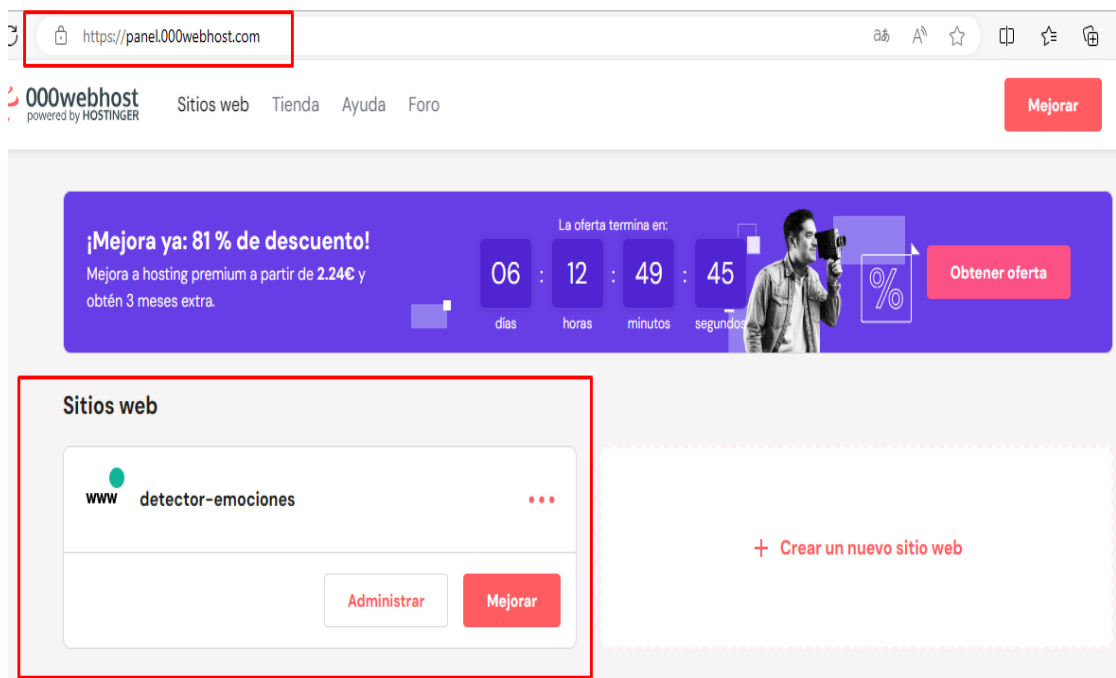 https://panel.000webhost.com
000webhost
powered by HOSTINGER
Sitios web Tienda Ayuda Foro
Mejorar
¡Mejora ya: 81 % de descuento!
Mejora a hosting premium a partir de 2.24€ y
obtén 3 meses extra.
La oferta termina en:
06 : 12 : 49 : 45
días horas minutos segundos
%
Obtener oferta
Sitios web
www detector-emociones
Administrar
Mejorar
+ Crear un nuevo sitio web